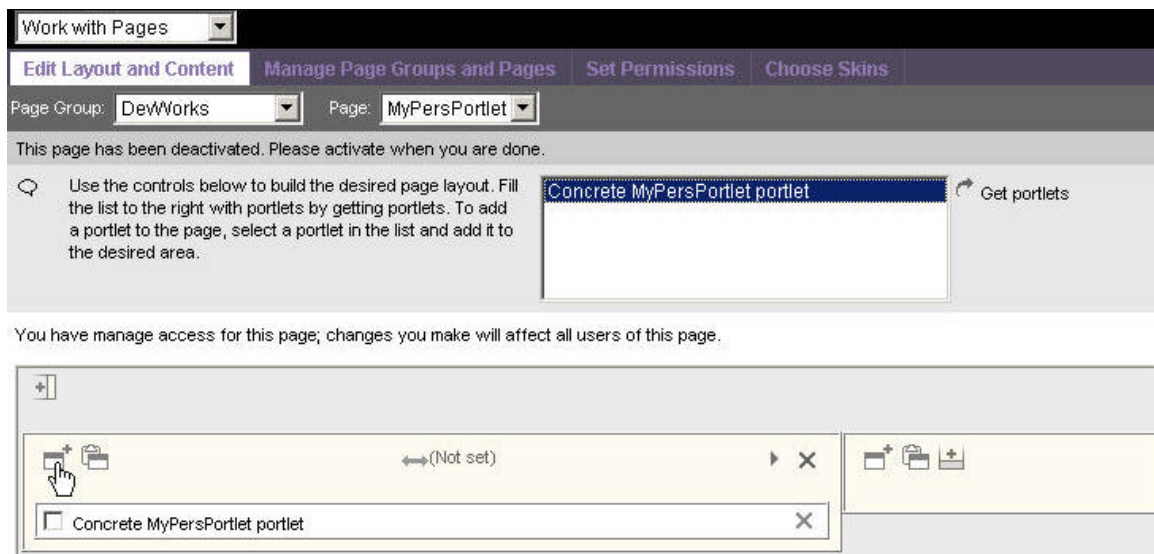 Work with Pages
Edit Layout and Content Manage Page Groups and Pages Set Permissions Choose Skins
Page Group: DevWorks Page: MyPersPortlet
This page has been deactivated. Please activate when you are done.
Use the controls below to build the desired page layout. Fill
the list to the right with portlets by getting portlets. To add
a portlet to the page, select a portlet in the list and add it to
the desired area.
Concrete MyPersPortlet portlet
Get portlets
You have manage access for this page; changes you make will affect all users of this page.
(Not set)
Concrete MyPersPortlet portlet